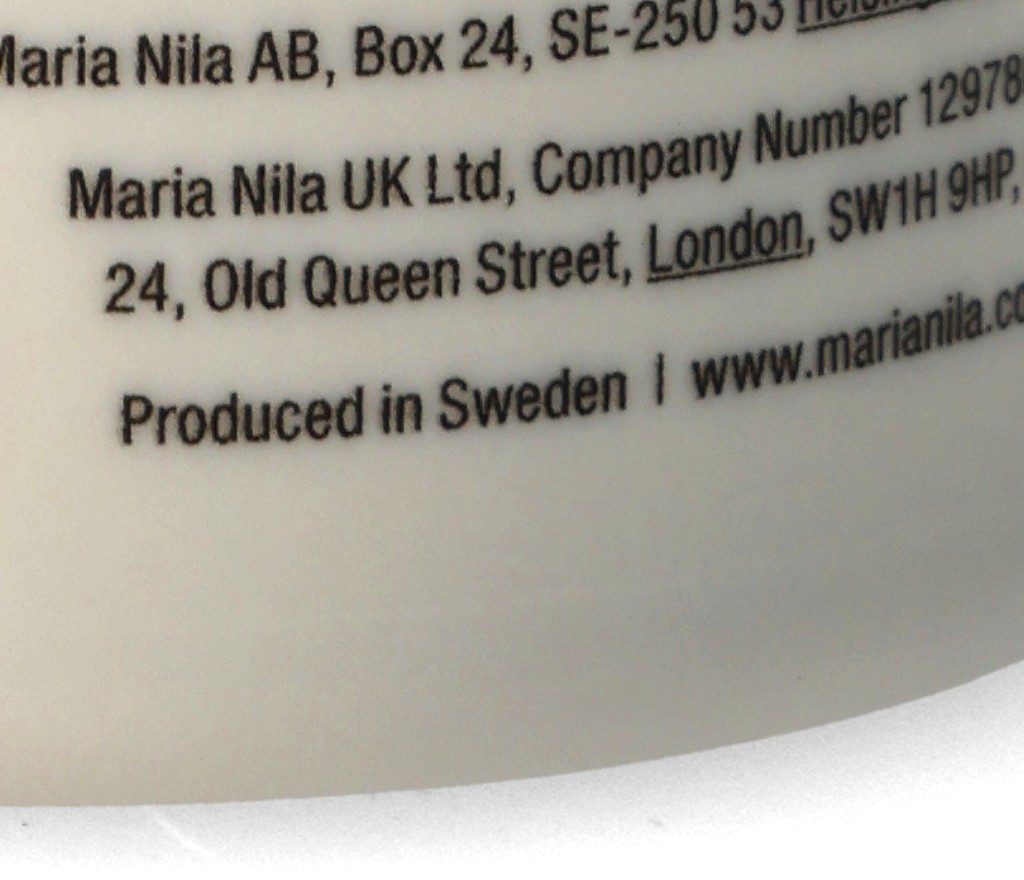 Maria Nila AB, Box 24, SE-250 53
Maria Nila UK Ltd, Company Number 12978
24, Old Queen Street, London, SW1H 9HP,
Produced in Sweden | www.marianila.co